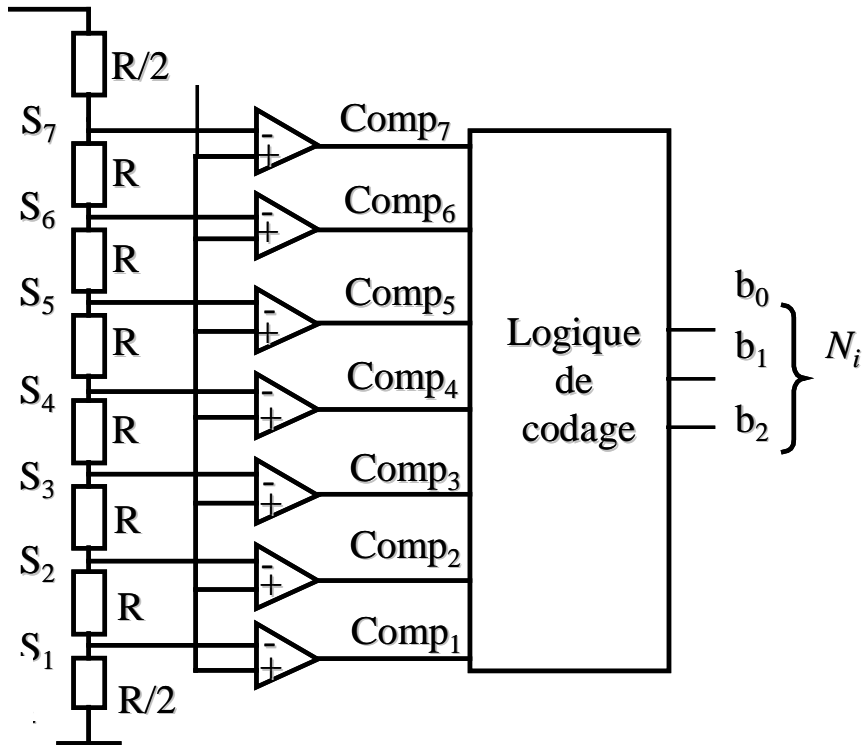 R/2
S₇
-
+
Comp₇
R
S₆
-
+
Comp₆
R
S₅
-
+
Comp₅
R
S₄
-
+
Comp₄
R
S₃
-
+
Comp₃
R
S₂
-
+
Comp₂
R
S₁
-
+
Comp₁
R/2
Logique
de
codage
b₀
b₁
b₂
Nᵢ